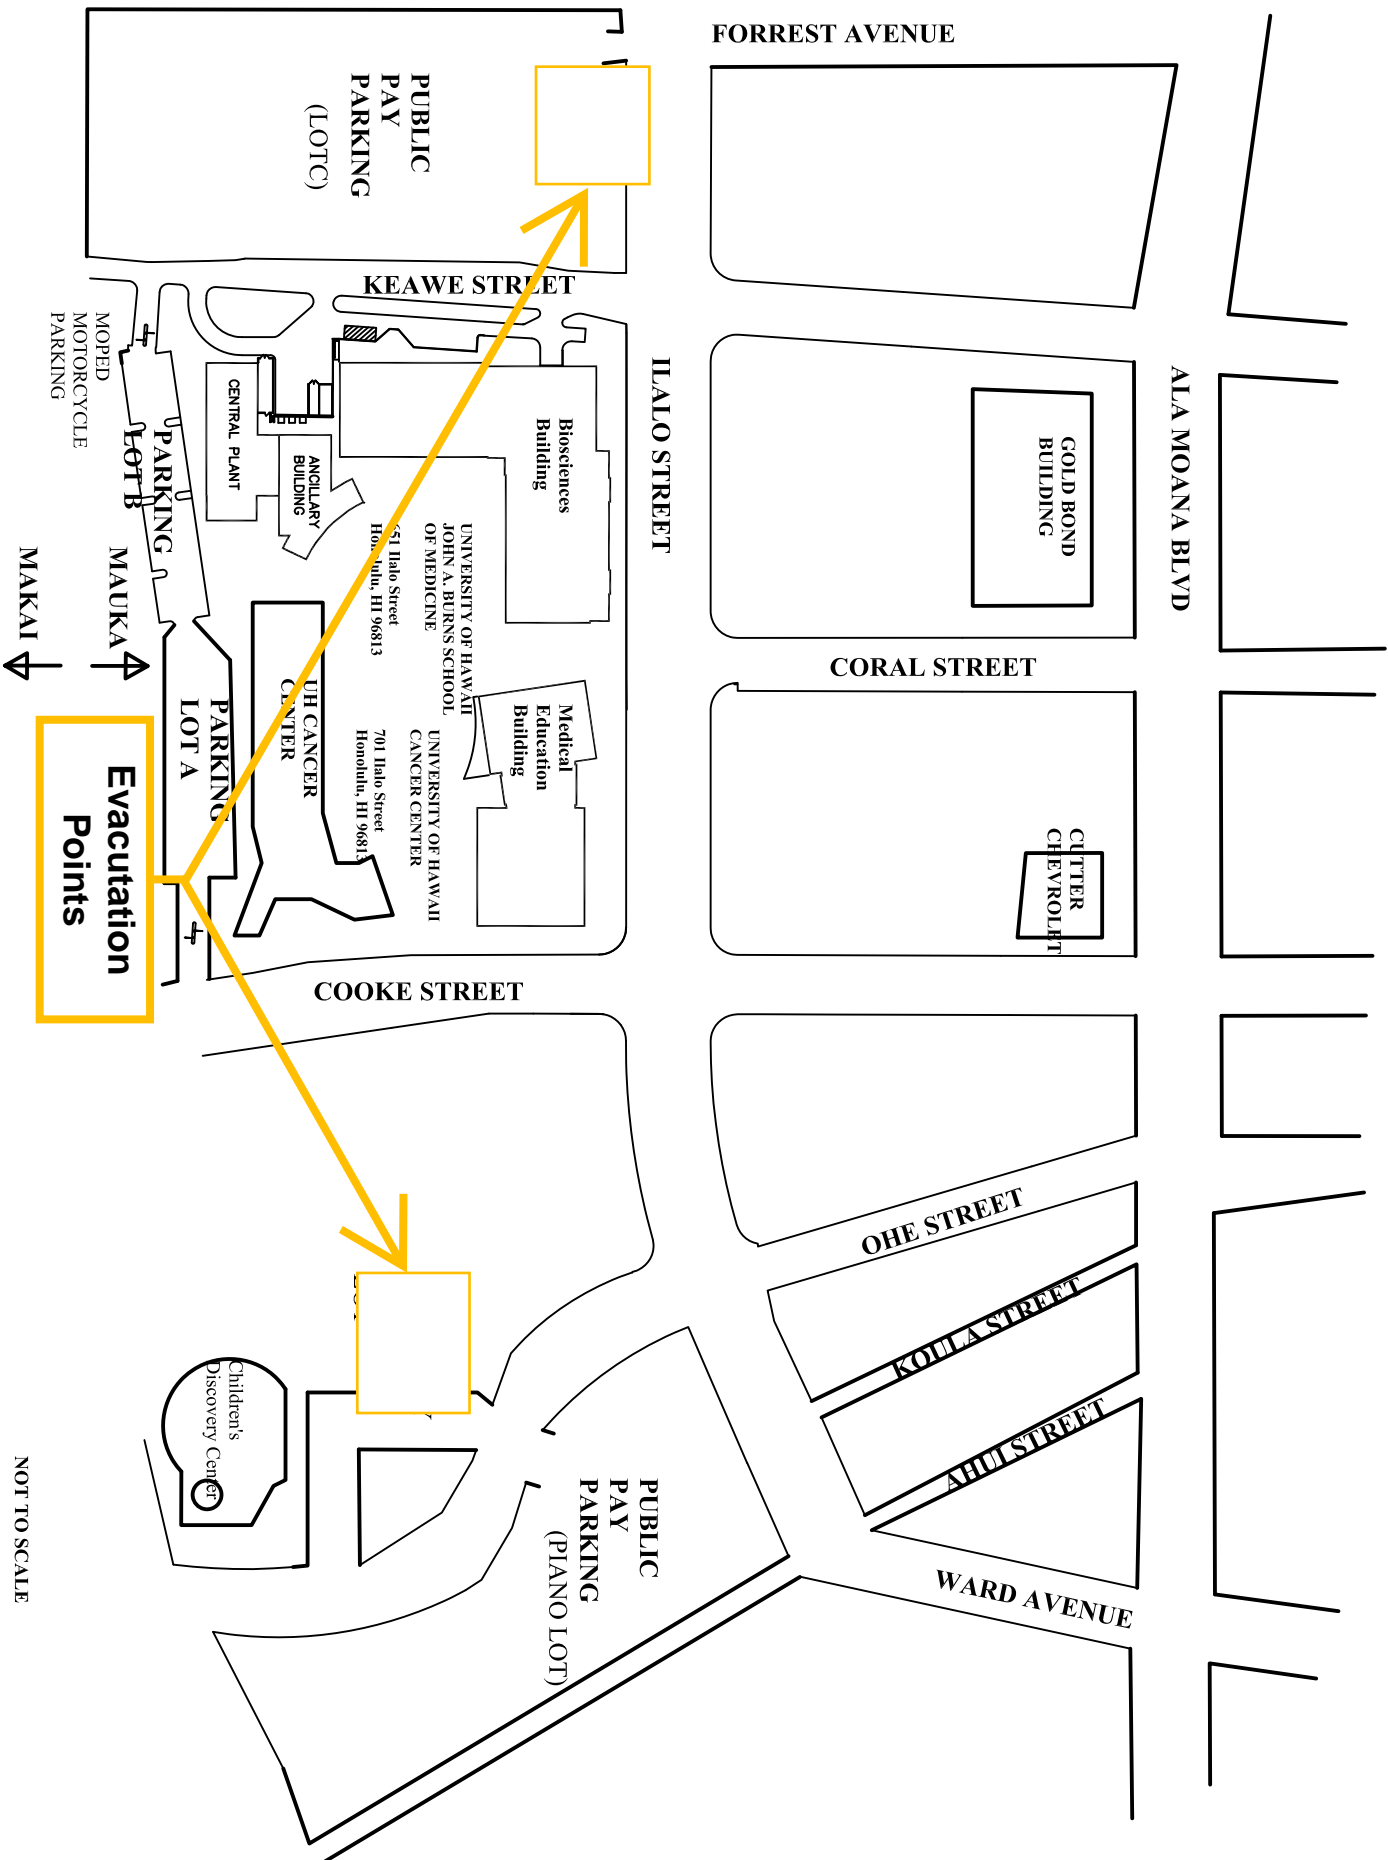 FORREST AVENUE
PUBLIC
PAY
PARKING
(LOTC)
KEAWE STREET
MOPED
MOTORCYCLE
PARKING
PARKING
LOT B
CENTRAL PLANT
ANCILLARY
BUILDING
Biosciences
Building
ILALO STREET
GOLD BOND
BUILDING
ALA MOANA BLVD
UNIVERSITY OF HAWAII
JOHN A. BURNS SCHOOL
OF MEDICINE
651 Ilalo Street
Honolulu, HI 96813
MAUKA
MAKAI
CORAL STREET
UH CANCER
CENTER
PARKING
LOT A
Medical
Education
Building
UNIVERSITY OF HAWAII
CANCER CENTER
701 Ilalo Street
Honolulu, HI 96813
Evacutation
Points
CUTTER
CHEVROLET
COOKE STREET
OHE STREET
KOULA STREET
AHUI STREET
WARD AVENUE
Children's
Discovery Center
PUBLIC
PAY
PARKING
(PIANO LOT)
NOT TO SCALE